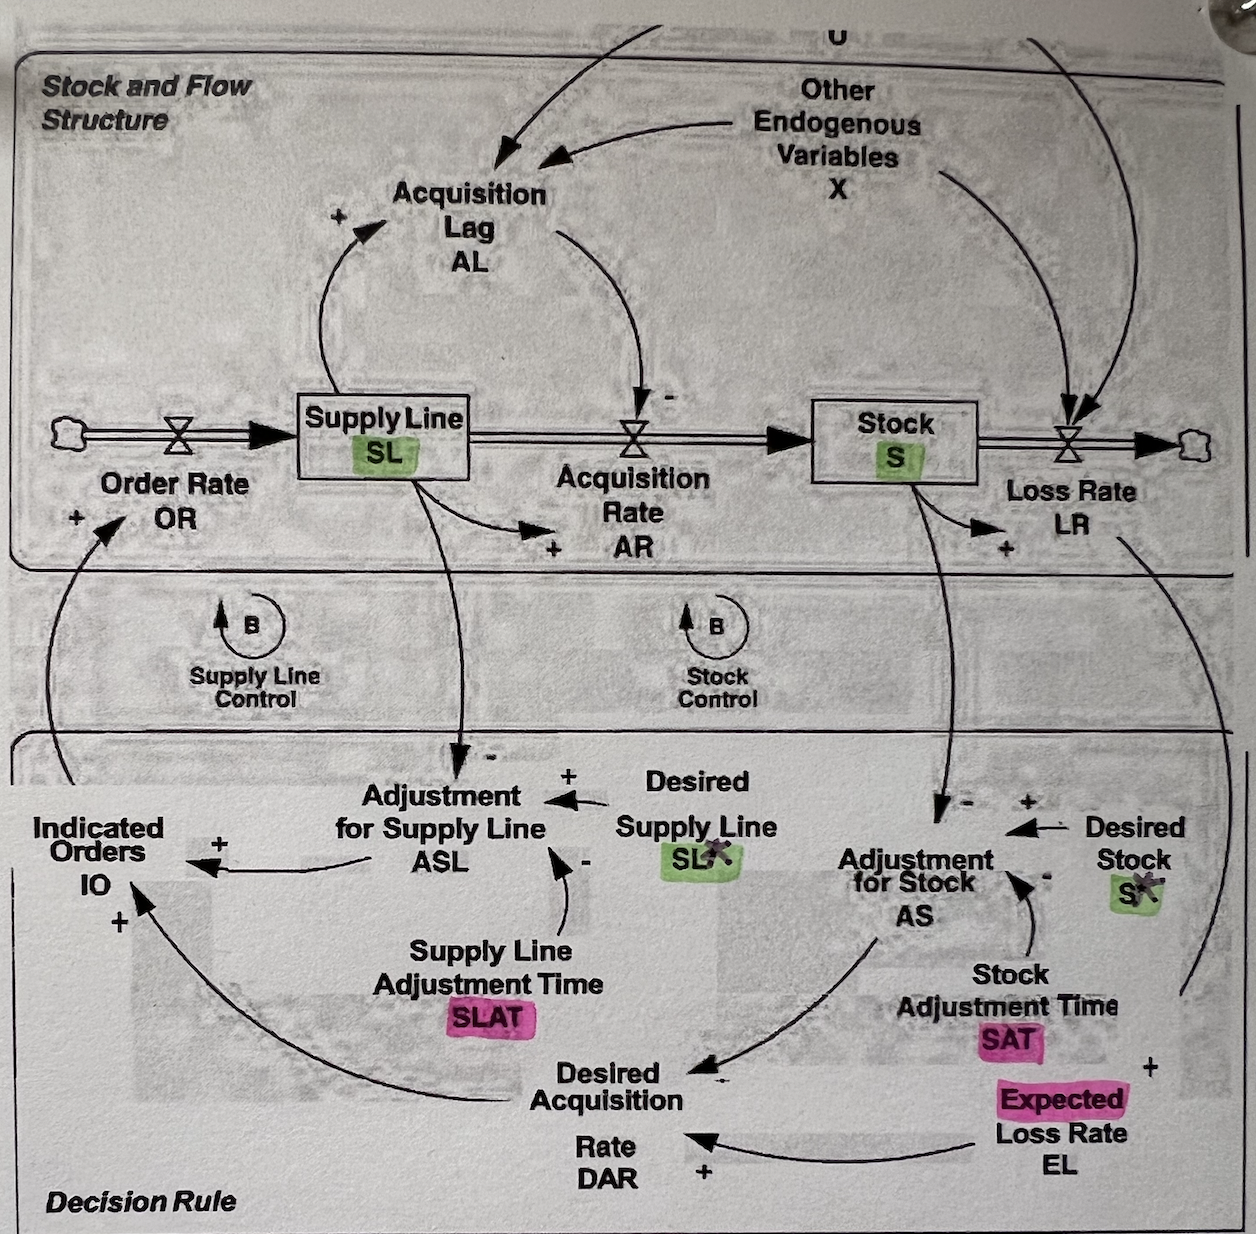 U
Stock and Flow
Structure
Other
Endogenous
Variables
X
Acquisition
Lag
AL
+
-
Supply Line
SL
Stock
S
Order Rate
OR
+
Acquisition
Rate
AR
+
Loss Rate
LR
+
B
Supply Line
Control
B
Stock
Control
-
Adjustment
for Supply Line
ASL
+
Desired
Supply Line
SL*
-
+
Desired
Stock
S*
Indicated
Orders
IO
+
+
-
Adjustment
for Stock
AS
-
Supply Line
Adjustment Time
SLAT
Stock
Adjustment Time
SAT
Desired
Acquisition
Rate
DAR
+
Expected
Loss Rate
EL
+
Decision Rule